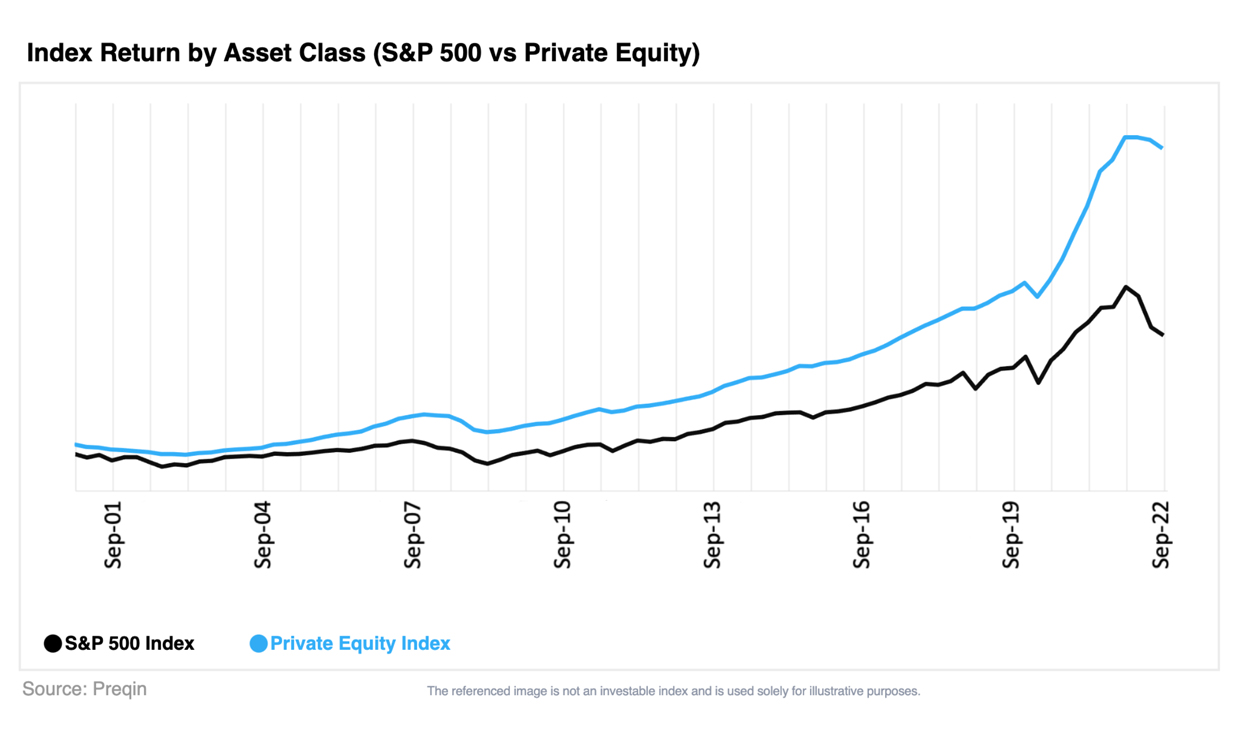 Index Return by Asset Class (S&P 500 vs Private Equity)
Sep-01 Sep-04 Sep-07 Sep-10 Sep-13 Sep-16 Sep-19 Sep-22
S&P 500 Index Private Equity Index
Source: Preqin The referenced image is not an investable index and is used solely for illustrative purposes.